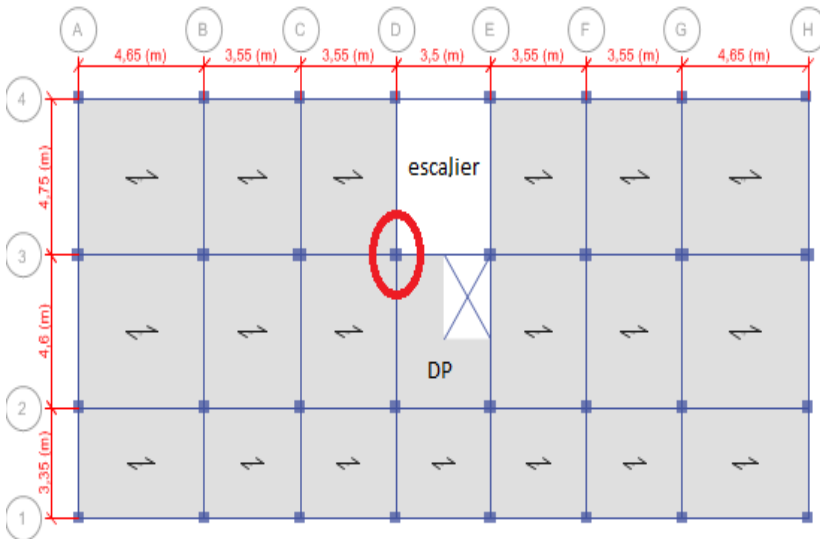 A B C D E F G H
4,65 (m) 3,55 (m) 3,55 (m) 3,5 (m) 3,55 (m) 3,55 (m) 4,65 (m)
4
4,75 (m)
escalier
3
4,6 (m)
DP
2
3,35 (m)
1